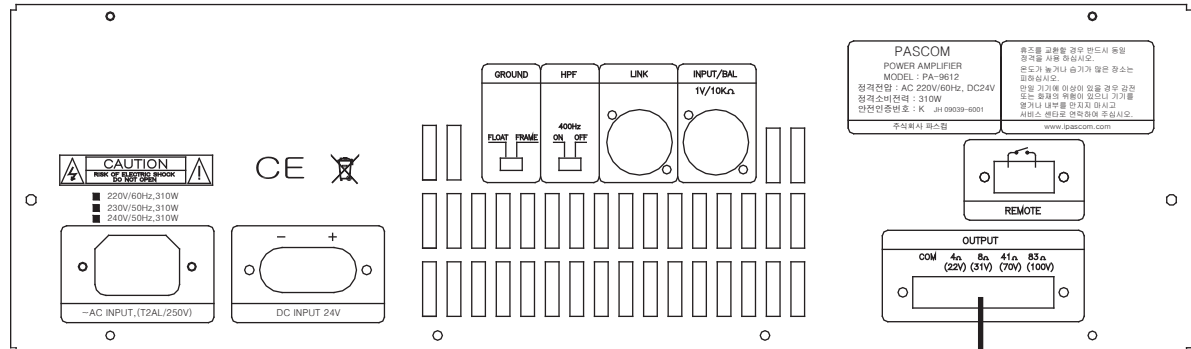 GROUND
HPF
LINK
INPUT/BAL
1V/10KΩ
400Hz
FLOAT FRAME
ON OFF
PASCOM
POWER AMPLIFIER
MODEL : PA-9612
정격전압 : AC 220V/60Hz, DC24V
정격소비전력 : 310W
안전인증번호 : K JH 09039-6001
주식회사 파스컴
휴즈를 교환할 경우 반드시 동일
정격을 사용 하십시오.
온도가 높거나 습기가 많은 장소는
피하십시오.
만일 기기에 이상이 있을 경우 감전
또는 화재의 위험이 있으니 기기를
열거나 내부를 만지지 마시고
서비스 센타로 연락하여 주십시오.
www.ipascom.com
CAUTION
RISK OF ELECTRIC SHOCK
DO NOT OPEN
CE
220V/60Hz,310W
230V/50Hz,310W
240V/50Hz,310W
~AC INPUT,(T2AL/250V)
− +
DC INPUT 24V
REMOTE
OUTPUT
COM 4Ω 8Ω 41Ω 83Ω
(22V) (31V) (70V) (100V)